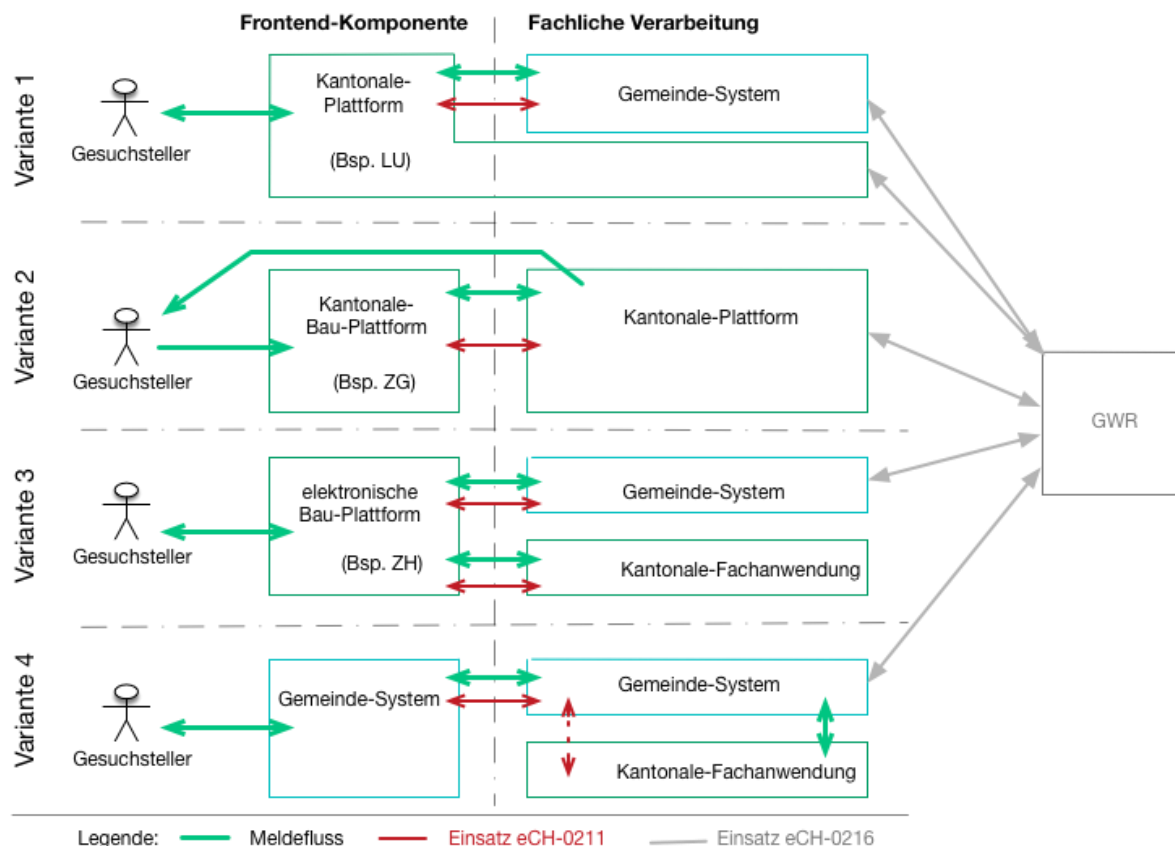 Frontend-Komponente
Fachliche Verarbeitung
Variante 1
Gesuchsteller
Kantonale-
Plattform
(Bsp. LU)
Gemeinde-System
Variante 2
Gesuchsteller
Kantonale-
Bau-Plattform
(Bsp. ZG)
Kantonale-Plattform
GWR
Variante 3
Gesuchsteller
elektronische
Bau-Plattform
(Bsp. ZH)
Gemeinde-System
Kantonale-Fachanwendung
Variante 4
Gesuchsteller
Gemeinde-System
Gemeinde-System
Kantonale-Fachanwendung
Legende: Meldefluss Einsatz eCH-0211 Einsatz eCH-0216